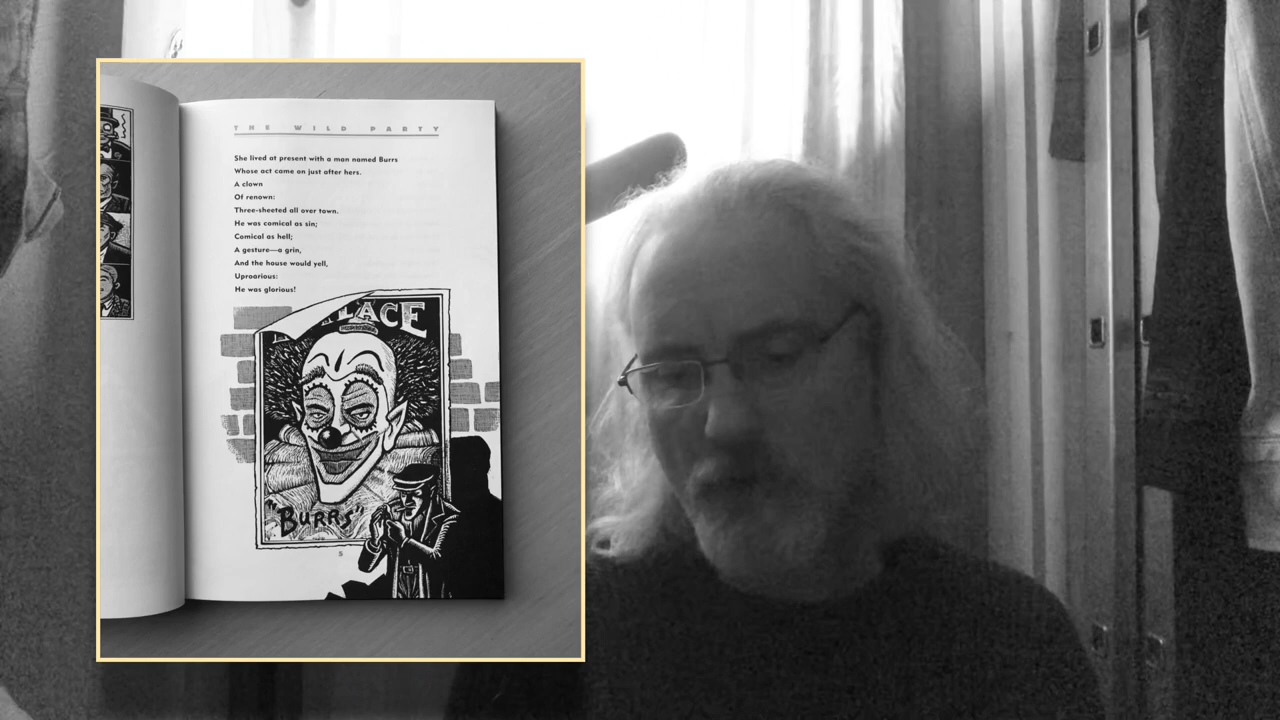 THE WILD PARTY
She lived at present with a man named Burrs
Whose act came on just after hers.
A clown
Of renown:
Three-sheeted all over town.
He was comical as sin;
Comical as hell;
A gesture—a grin,
And the house would yell,
Uproarious:
He was glorious!
LACE
"BURRS"
5